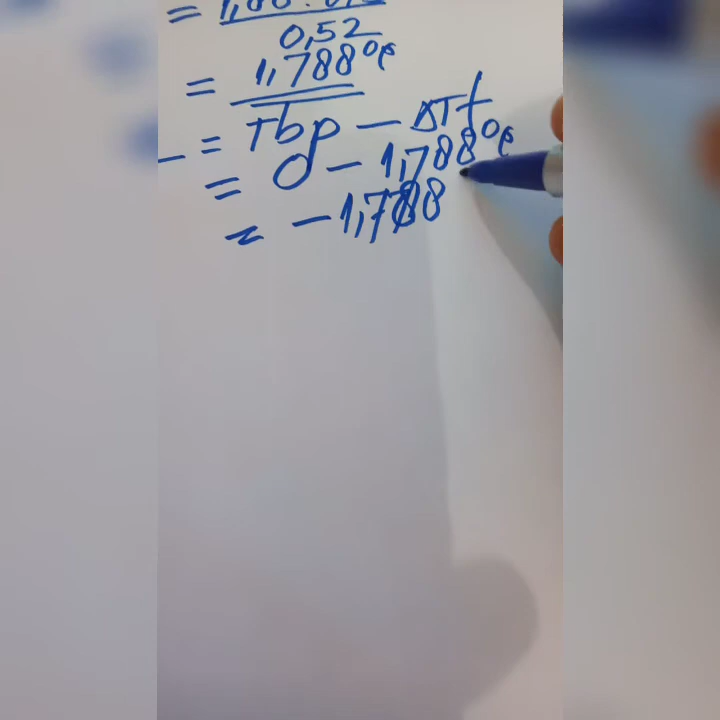 =
0,52
= 1,788°C
= Tbp - ΔTf
= 0 - 1,788°C
= -1,788